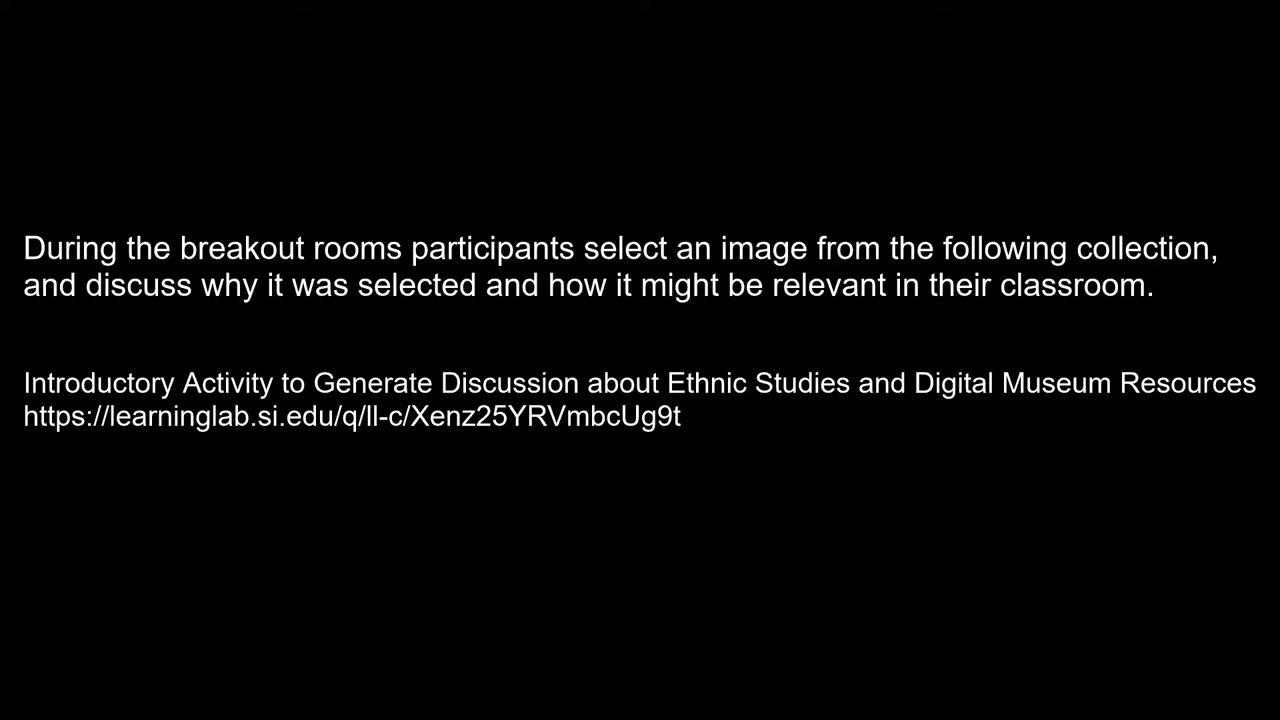 During the breakout rooms participants select an image from the following collection,
and discuss why it was selected and how it might be relevant in their classroom.
Introductory Activity to Generate Discussion about Ethnic Studies and Digital Museum Resources
https://learninglab.si.edu/q/ll-c/Xenz25YRVmbcUg9t